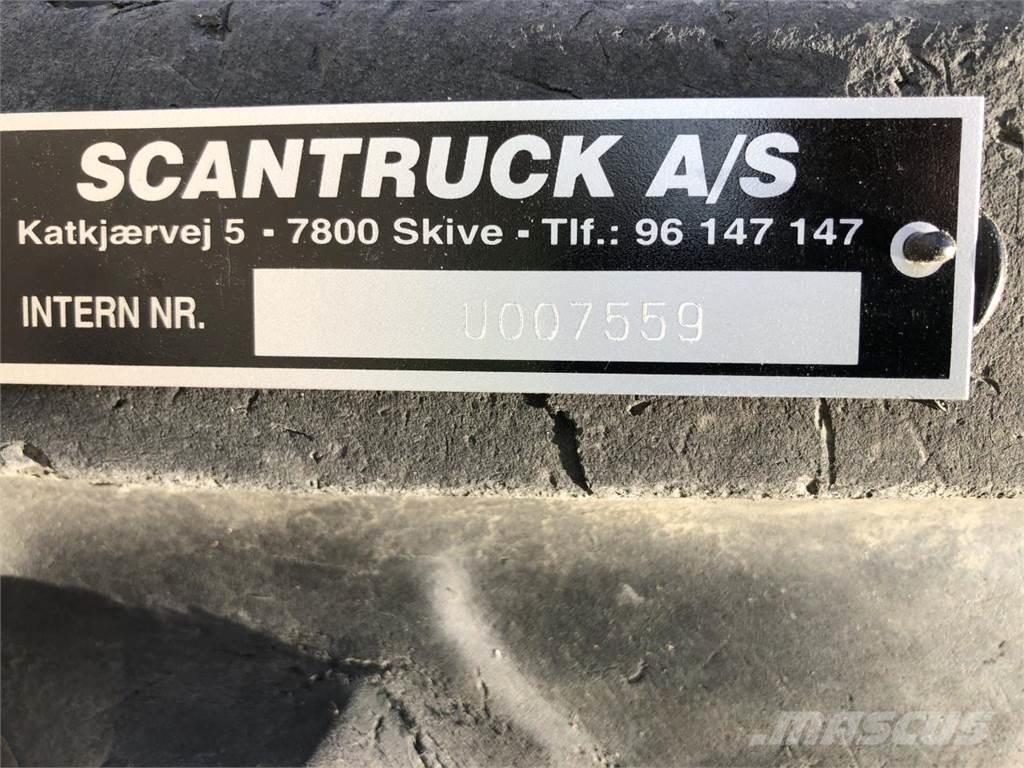 SCANTRUCK A/S
Katkjærvej 5 - 7800 Skive - Tlf.: 96 147 147
INTERN NR. U007559
MASCUS